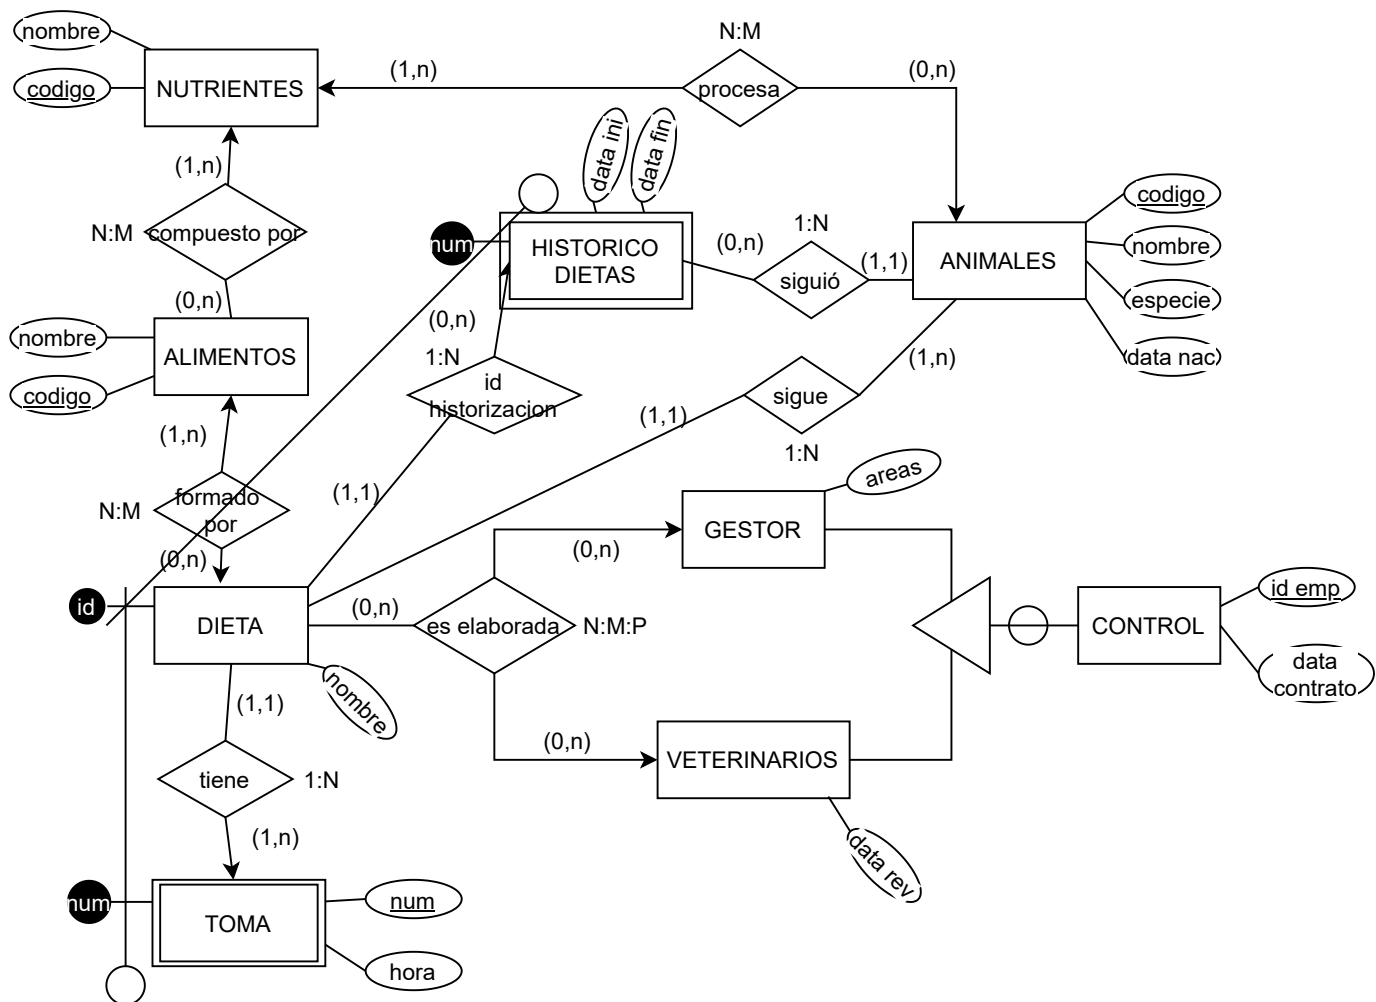 nombre
N:M
codigo
NUTRIENTES
(1,n)
procesa
(0,n)
data ini
data fin
(1,n)
N:M
compuesto por
num
HISTORICO
DIETAS
(0,n)
1:N
siguió
(1,1)
ANIMALES
codigo
nombre
especie
data nac
(0,n)
nombre
ALIMENTOS
codigo
(0,n)
1:N
id
historizacion
(1,1)
sigue
1:N
(1,n)
(1,n)
N:M
formado
por
(0,n)
(1,1)
areas
GESTOR
(0,n)
id
DIETA
(0,n)
es elaborada
N:M:P
CONTROL
id emp
data
contrato
nombre
(1,1)
(0,n)
VETERINARIOS
tiene
1:N
(1,n)
data rev
num
TOMA
num
hora